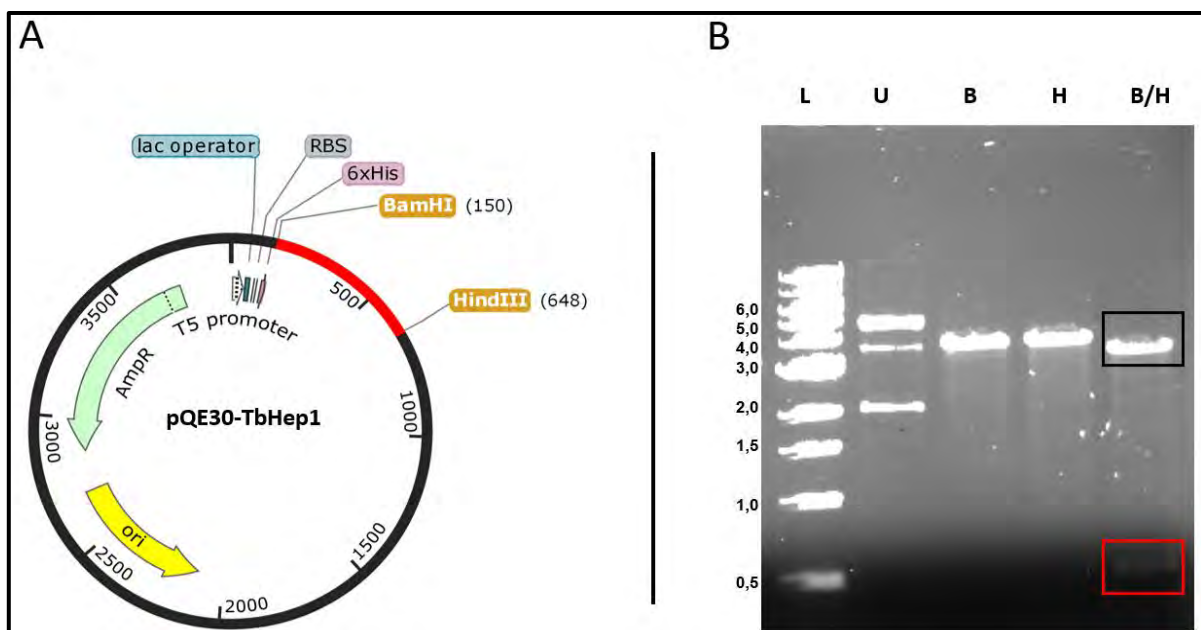 A
lac operator
RBS
6xHis
BamHI (150)
HindIII (648)
T5 promoter
AmpR
ori
pQE30-TbHep1
500
1000
1500
2000
2500
3000
3500
B
L U B H B/H
6,0
5,0
4,0
3,0
2,0
1,5
1,0
0,5